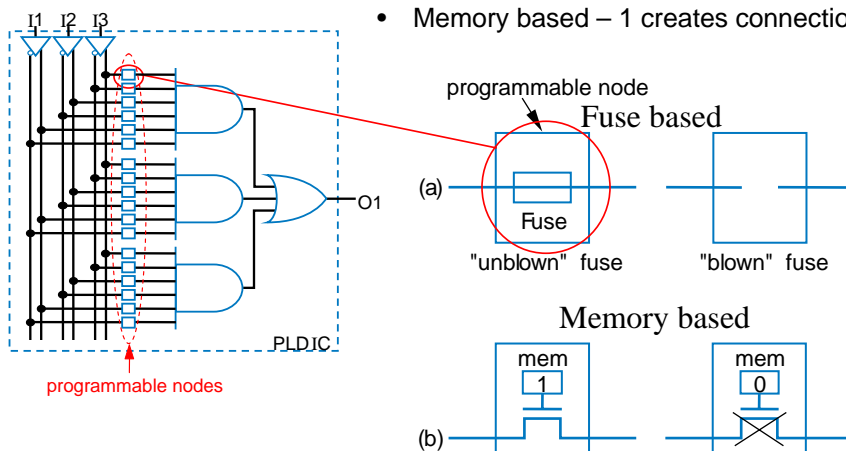 • Memory based – 1 creates connectio
I1 I2 I3
programmable node
Fuse based
(a)
Fuse
"unblown" fuse
"blown" fuse
O1
PLD IC
programmable nodes
Memory based
mem
1
mem
0
(b)